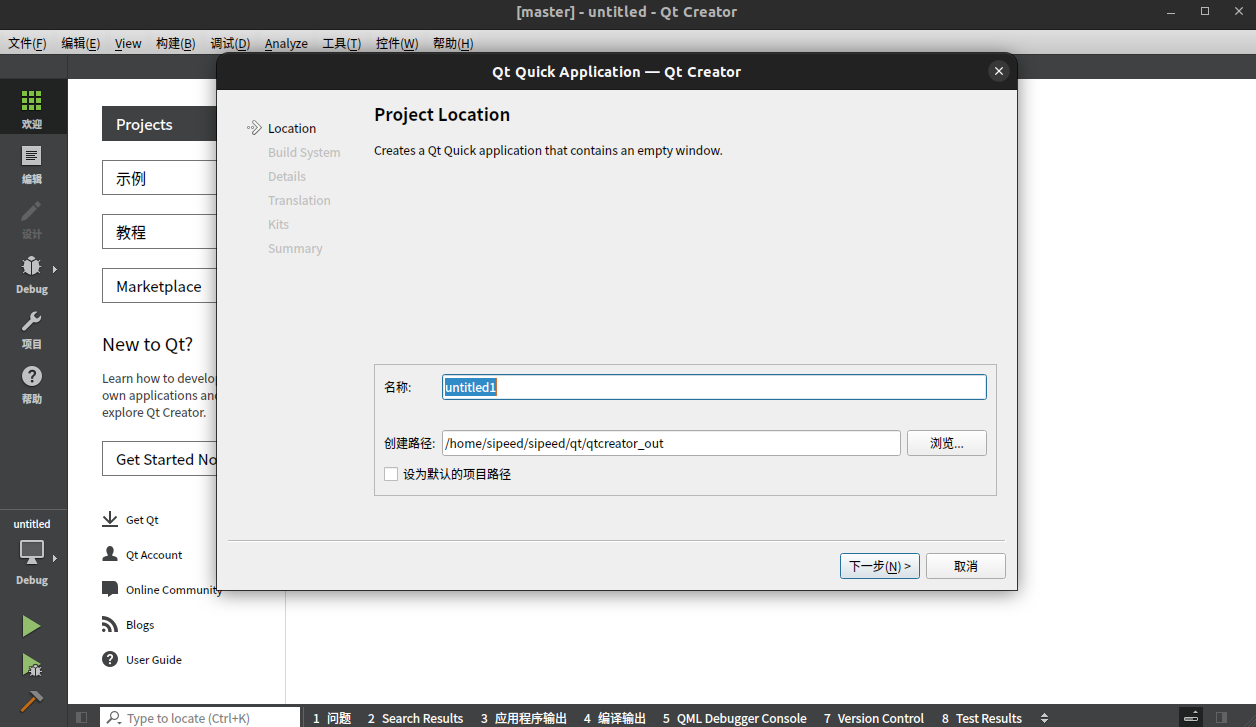 [master] - untitled - Qt Creator
文件(F) 编辑(E) View 构建(B) 调试(D) Analyze 工具(T) 控件(W) 帮助(H)
Qt Quick Application — Qt Creator
欢迎
编辑
设计
Debug
项目
帮助
untitled
Debug
Projects
示例
教程
Marketplace
New to Qt?
Learn how to develop
own applications and
explore Qt Creator.
Get Started No
Get Qt
Qt Account
Online Community
Blogs
User Guide
Location
Build System
Details
Translation
Kits
Summary
Project Location
Creates a Qt Quick application that contains an empty window.
名称: untitled1
创建路径: /home/sipeed/sipeed/qt/qtcreator_out 浏览...
设为默认的项目路径
下一步(N) > 取消
Type to locate (Ctrl+K) 1 问题 2 Search Results 3 应用程序输出 4 编译输出 5 QML Debugger Console 7 Version Control 8 Test Results